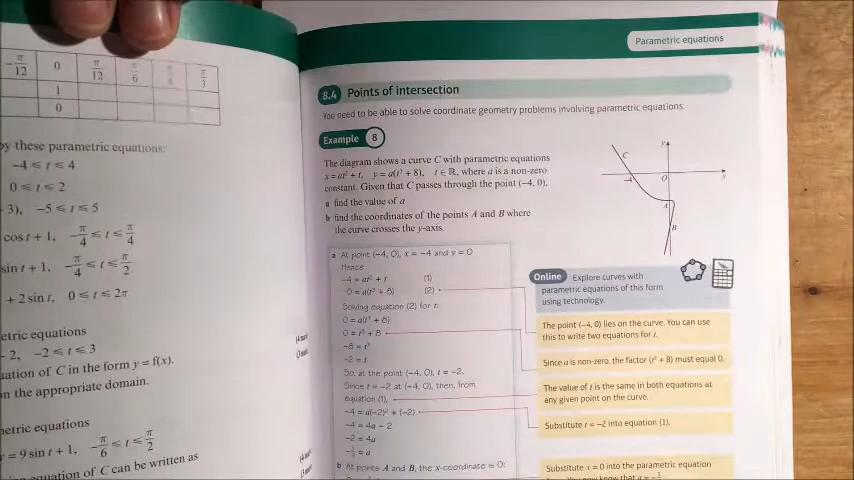 -π/12 0 π/12 π/6 π/3
1
0
by these parametric equations:
-4 ⩽ t ⩽ 4
0 ⩽ t ⩽ 2
3), -5 ⩽ t ⩽ 5
cos t + 1, -π/4 ⩽ t ⩽ π/4
sin t + 1, -π/4 ⩽ t ⩽ π/2
+ 2 sin t, 0 ⩽ t ⩽ 2π
etric equations
- 2, -2 ⩽ t ⩽ 3
uation of C in the form y = f(x).
n the appropriate domain.
netric equations
= 9 sin t + 1, -π/6 ⩽ t ⩽ π/2
equation of C can be written as
Parametric equations
8.4 Points of intersection
You need to be able to solve coordinate geometry problems involving parametric equations.
Example 8
The diagram shows a curve C with parametric equations
x = at² + t, y = a(t³ + 8), t ∈ ℝ, where a is a non-zero
constant. Given that C passes through the point (-4, 0),
a find the value of a
b find the coordinates of the points A and B where
the curve crosses the y-axis.
y
C
-4 O x
A
B
a At point (-4, 0), x = -4 and y = 0
Hence
-4 = at² + t (1)
0 = a(t³ + 8) (2)
Solving equation (2) for t:
0 = a(t³ + 8)
0 = t³ + 8
-8 = t³
-2 = t
So, at the point (-4, 0), t = -2.
Since t = -2 at (-4, 0), then, from
equation (1),
-4 = a(-2)² + (-2)
-4 = 4a - 2
-2 = 4a
-½ = a
b At points A and B, the x-coordinate is 0:
Online Explore curves with
parametric equations of this form
using technology.
The point (-4, 0) lies on the curve. You can use
this to write two equations for t.
Since a is non-zero, the factor (t³ + 8) must equal 0.
The value of t is the same in both equations at
any given point on the curve.
Substitute t = -2 into equation (1).
Substitute x = 0 into the parametric equation